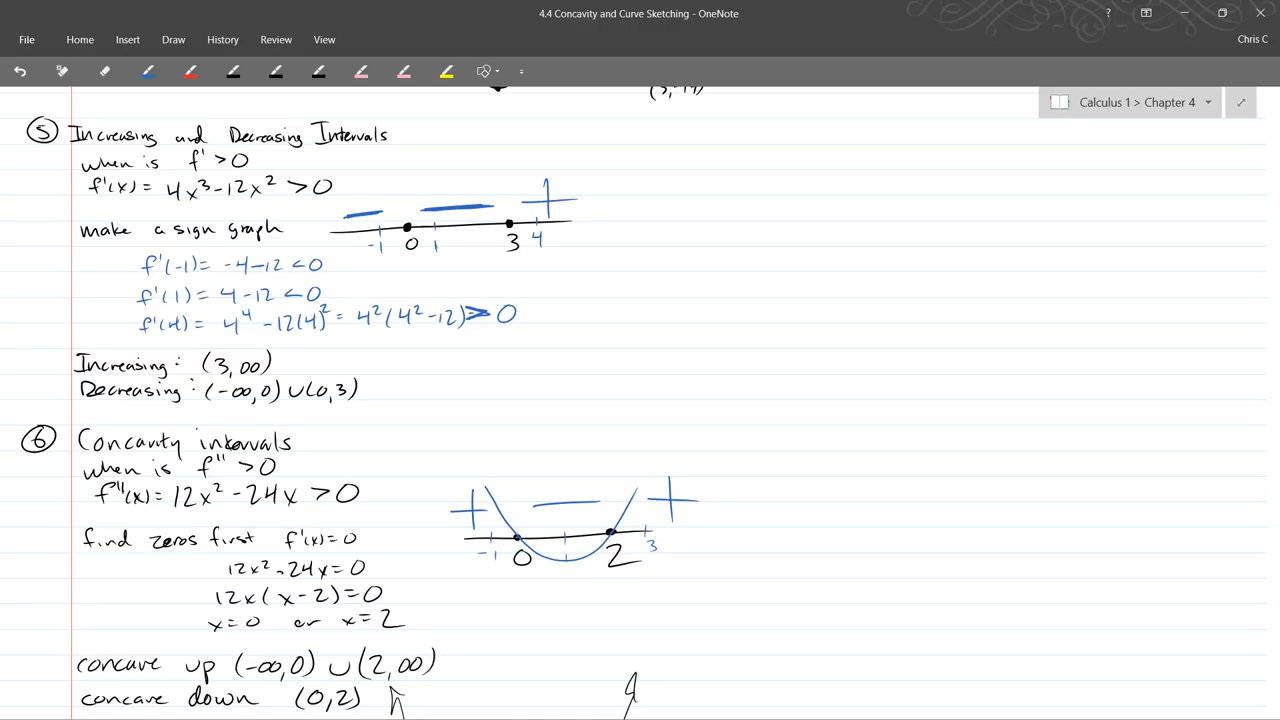 4.4 Concavity and Curve Sketching - OneNote
File Home Insert Draw History Review View
Chris C
Calculus 1 > Chapter 4
(3,
⑤ Increasing and Decreasing Intervals
when is f' > 0
f'(x) = 4x³ - 12x² > 0
make a sign graph
— — +
-1 0 1 3 4
f'(-1) = -4 - 12 < 0
f'(1) = 4 - 12 < 0
f'(4) = 4⁴ - 12(4)² = 4²(4² - 12) > 0
Increasing: (3, ∞)
Decreasing: (-∞, 0) ∪ (0, 3)
⑥ Concavity intervals
when is f'' > 0
f''(x) = 12x² - 24x > 0
+ — +
-1 0 1 2 3
find zeros first f'(x) = 0
12x² - 24x = 0
12x(x - 2) = 0
x = 0 or x = 2
concave up (-∞, 0) ∪ (2, ∞)
concave down (0, 2)